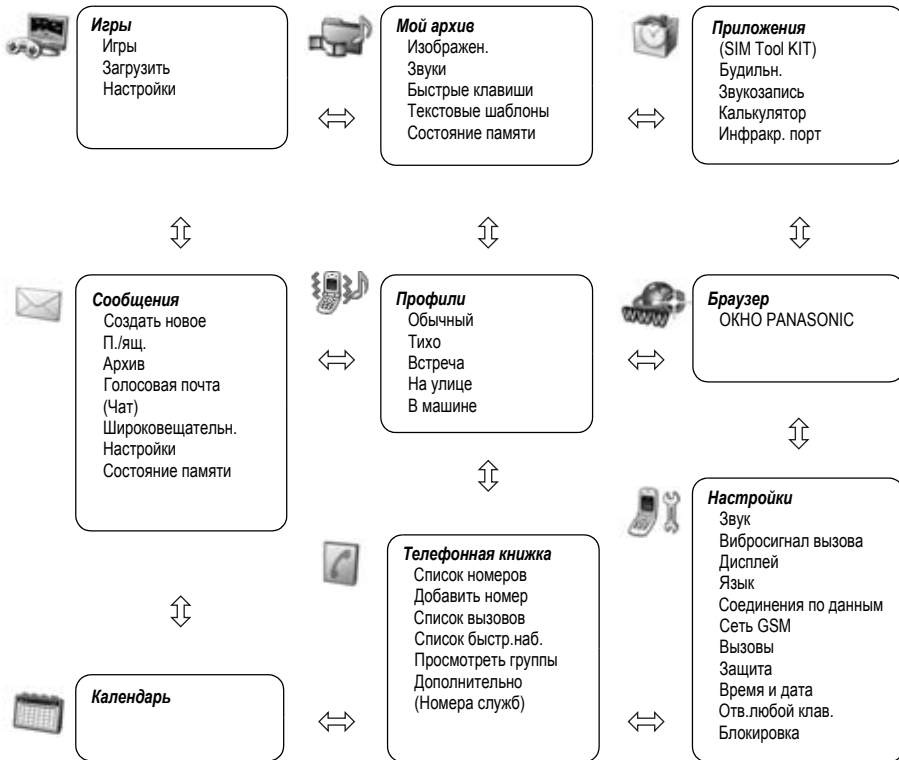 Игры
Игры
Загрузить
Настройки
Мой архив
Изображен.
Звуки
Быстрые клавиши
Текстовые шаблоны
Состояние памяти
Приложения
(SIM Tool KIT)
Будильн.
Звукозапись
Калькулятор
Инфракр. порт
Сообщения
Создать новое
П./ящ.
Архив
Голосовая почта
(Чат)
Широковещательн.
Настройки
Состояние памяти
Профили
Обычный
Тихо
Встреча
На улице
В машине
WWW
Браузер
ОКНО PANASONIC
Календарь
Телефонная книжка
Список номеров
Добавить номер
Список вызовов
Список быстр.наб.
Просмотреть группы
Дополнительно
(Номера служб)
Настройки
Звук
Вибросигнал вызова
Дисплей
Язык
Соединения по данным
Сеть GSM
Вызовы
Защита
Время и дата
Отв.любой клав.
Блокировка